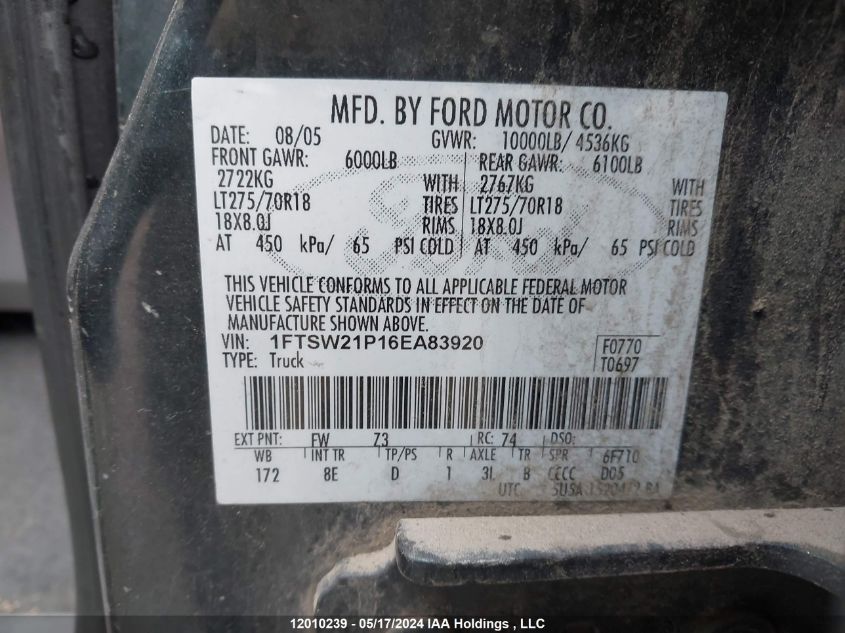 MFD. BY FORD MOTOR CO.
DATE: 08/05 GVWR: 10000LB/ 4536KG
FRONT GAWR: 6000LB REAR GAWR: 6100LB
2722KG WITH 2767KG WITH
LT275/70R18 TIRES LT275/70R18 TIRES
18X8.0J RIMS 18X8.0J RIMS
AT 450 kPa/ 65 PSI COLD AT 450 kPa/ 65 PSI COLD
THIS VEHICLE CONFORMS TO ALL APPLICABLE FEDERAL MOTOR
VEHICLE SAFETY STANDARDS IN EFFECT ON THE DATE OF
MANUFACTURE SHOWN ABOVE.
VIN: 1FTSW21P16EA83920 F0770
TYPE: Truck T0697
EXT PNT: FW Z3 RC: 74 DSO:
WB INT TR TP/PS R AXLE TR SPR 6F710
172 8E D 1 3L B CCCC D05
UTC
12010239 - 05/17/2024 IAA Holdings , LLC